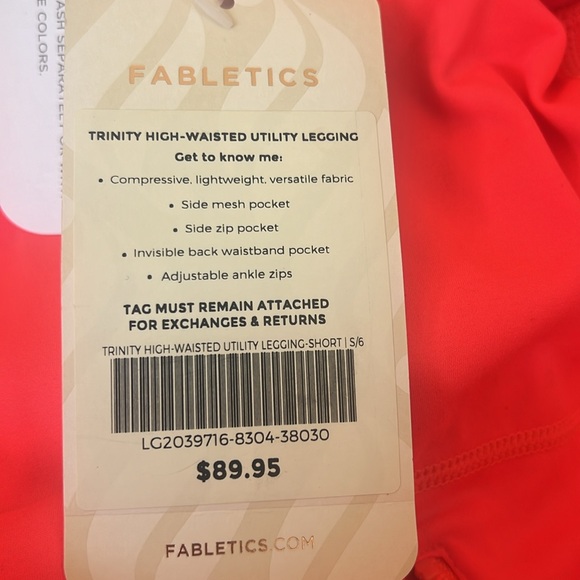 E COLORS.
FABLETICS
TRINITY HIGH-WAISTED UTILITY LEGGING
Get to know me:
• Compressive, lightweight, versatile fabric
• Side mesh pocket
• Side zip pocket
• Invisible back waistband pocket
• Adjustable ankle zips
TAG MUST REMAIN ATTACHED
FOR EXCHANGES & RETURNS
TRINITY HIGH-WAISTED UTILITY LEGGING-SHORT | S/6
LG2039716-8304-38030
$89.95
FABLETICS.COM